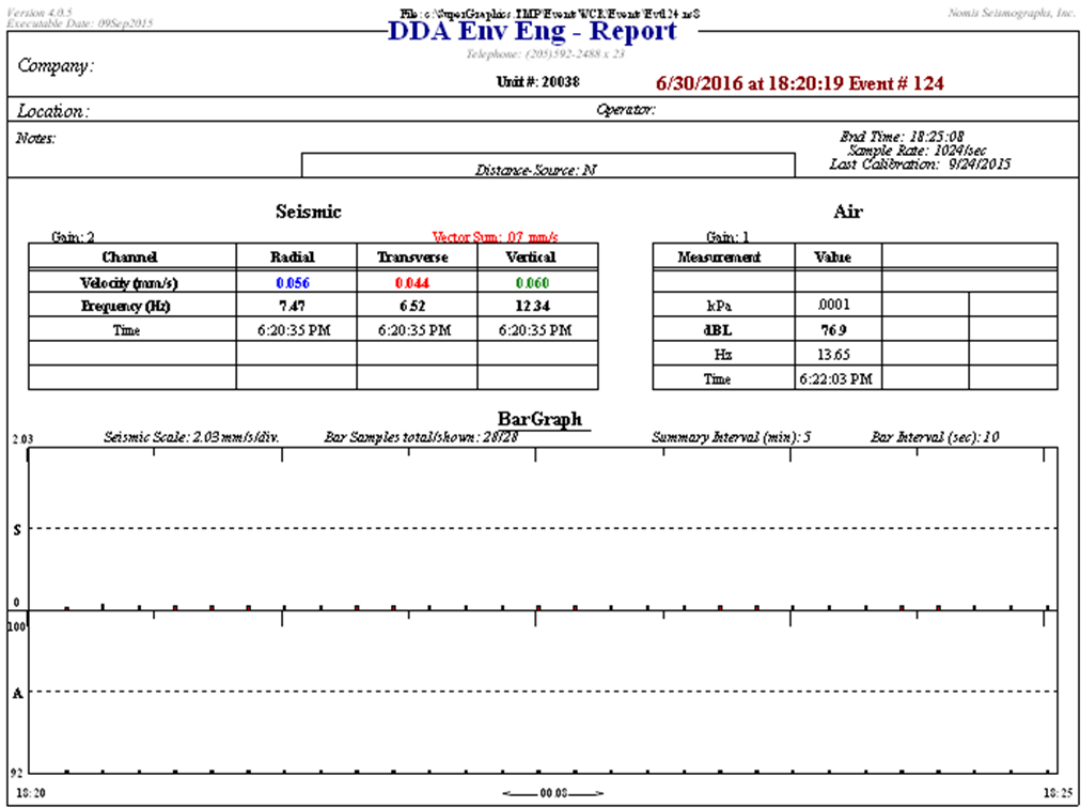 Version 4.0.5
Executable Date: 09Sep2015
Nomis Seismographs, Inc.
DDA Env Eng - Report
Telephone: (205)592-2488 x 23
Company:
Unit #: 20038
6/30/2016 at 18:20:19 Event # 124
Location:
Operator:
Notes:
End Time: 18:25:08
Sample Rate: 1024/sec
Last Calibration: 9/24/2015
Distance-Source: N
Seismic
Gain: 2
Vector Sum: .07 mm/s
Channel Radial Transverse Vertical
Velocity (mm/s) 0.056 0.044 0.060
Frequency (Hz) 7.47 6.52 12.34
Time 6:20:35 PM 6:20:35 PM 6:20:35 PM
Air
Gain: 1
Measurement Value
kPa .0001
dBL 76.9
Hz 13.65
Time 6:22:03 PM
BarGraph
2.03 Seismic Scale: 2.03 mm/s/div. Bar Samples total/shown: 28/28 Summary Interval (min): 5 Bar Interval (sec): 10
S
0
100
A
92
18:20 00.08 18:25